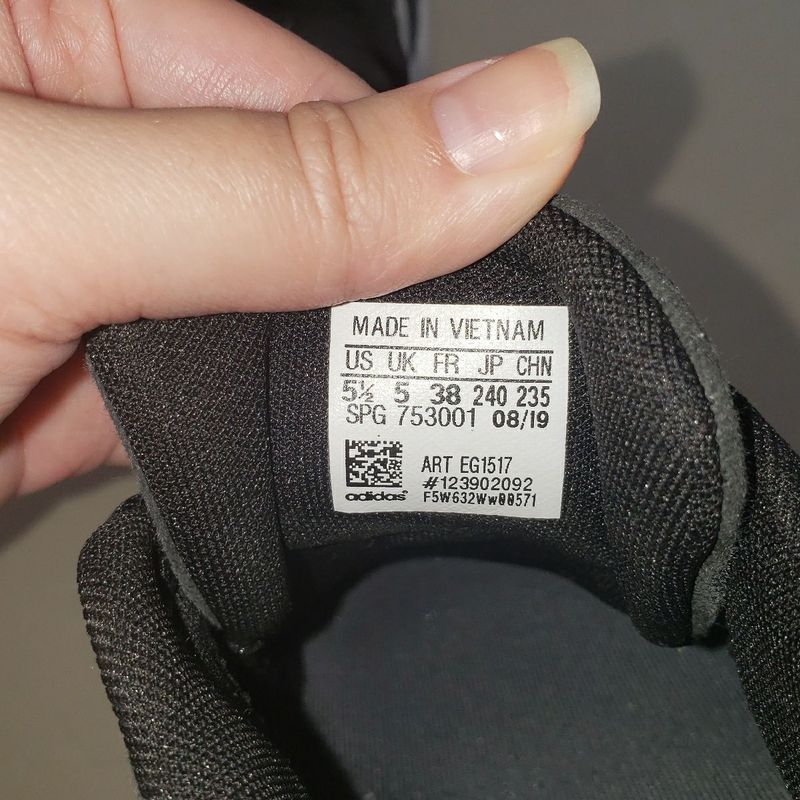 MADE IN VIETNAM
US UK FR JP CHN
5½ 5 38 240 235
SPG 753001 08/19
ART EG1517
#123902092
adidas F5W632Ww00571